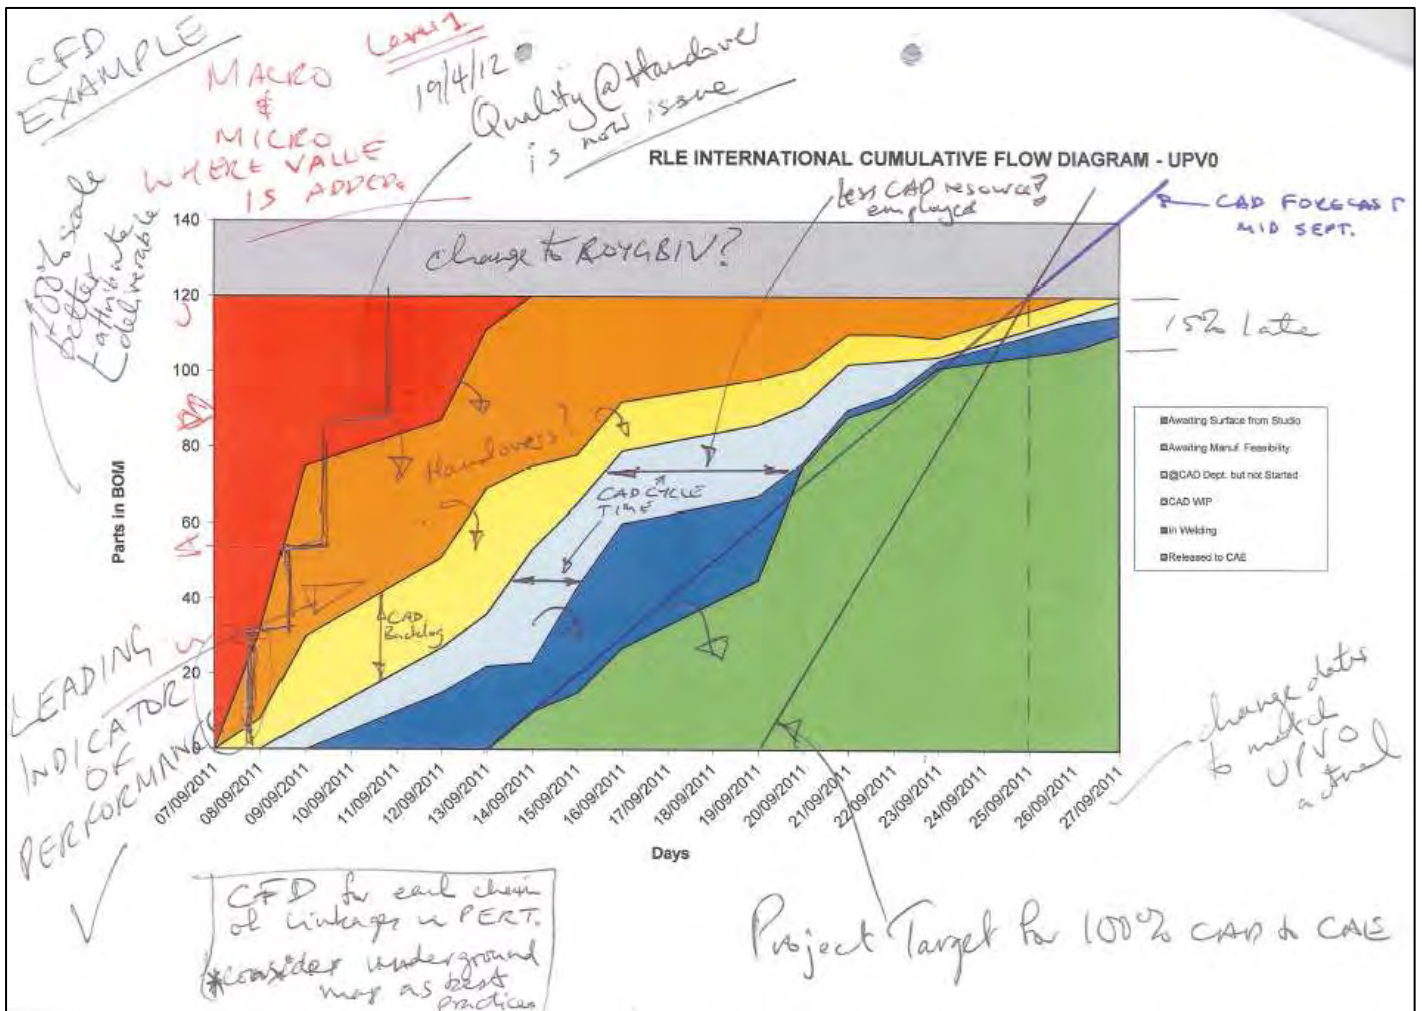 CFD
EXAMPLE
MACRO
&
MICRO
WHERE VALUE
IS ADDED.
Level 1
19/4/12
Quality @ Handover
is now issue
RLE INTERNATIONAL CUMULATIVE FLOW DIAGRAM - UPV0
less CAD resource?
employed
CAD FORECAST
MID SEPT.
100% scale
better
attribute
deliverable
change to ROYGBIV?
15% late
140
120
100
80
60
40
20
0
Parts in BOM
Handovers?
CAD CYCLE
TIME
CAD
Backlog
Awaiting Surface from Studio
Awaiting Manuf. Feasibility
@CAD Dept. but not Started
CAD WIP
In Welding
Released to CAE
LEADING
INDICATOR
OF
PERFORMANCE
07/09/2011
08/09/2011
09/09/2011
10/09/2011
11/09/2011
12/09/2011
13/09/2011
14/09/2011
15/09/2011
16/09/2011
17/09/2011
18/09/2011
19/09/2011
20/09/2011
21/09/2011
22/09/2011
23/09/2011
24/09/2011
25/09/2011
26/09/2011
27/09/2011
Days
change dates
to match
UPV0
actual
CFD for each chain
of linkages in PERT.
*consider underground
map as best
practices
Project Target for 100% CAD to CAE